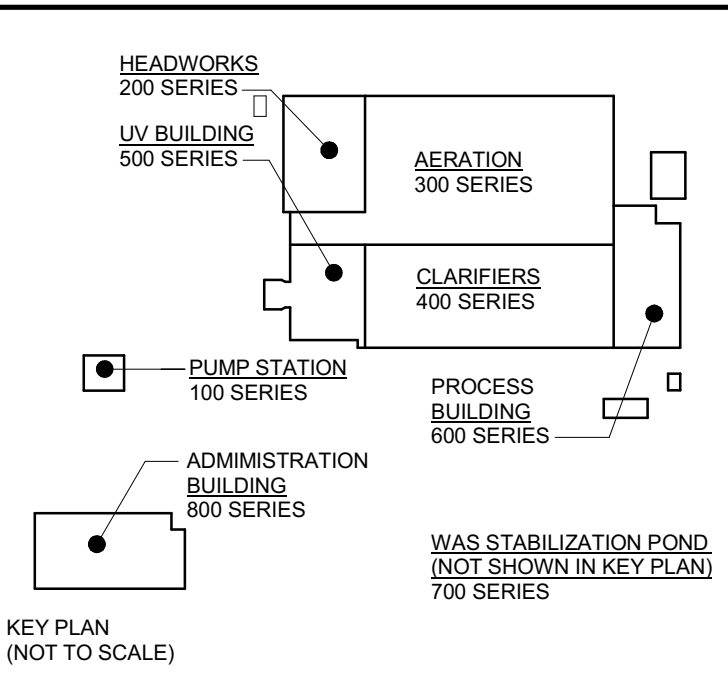 HEADWORKS
200 SERIES
UV BUILDING
500 SERIES
AERATION
300 SERIES
CLARIFIERS
400 SERIES
PUMP STATION
100 SERIES
PROCESS
BUILDING
600 SERIES
ADMIMISTRATION
BUILDING
800 SERIES
WAS STABILIZATION POND
(NOT SHOWN IN KEY PLAN)
700 SERIES
KEY PLAN
(NOT TO SCALE)